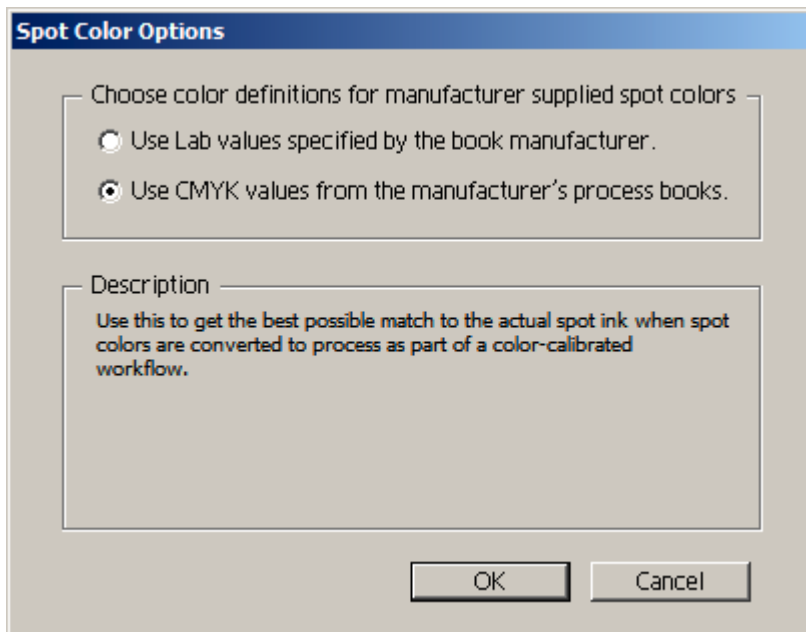 Spot Color Options
Choose color definitions for manufacturer supplied spot colors
Use Lab values specified by the book manufacturer.
Use CMYK values from the manufacturer's process books.
Description
Use this to get the best possible match to the actual spot ink when spot
colors are converted to process as part of a color-calibrated
workflow.
OK
Cancel